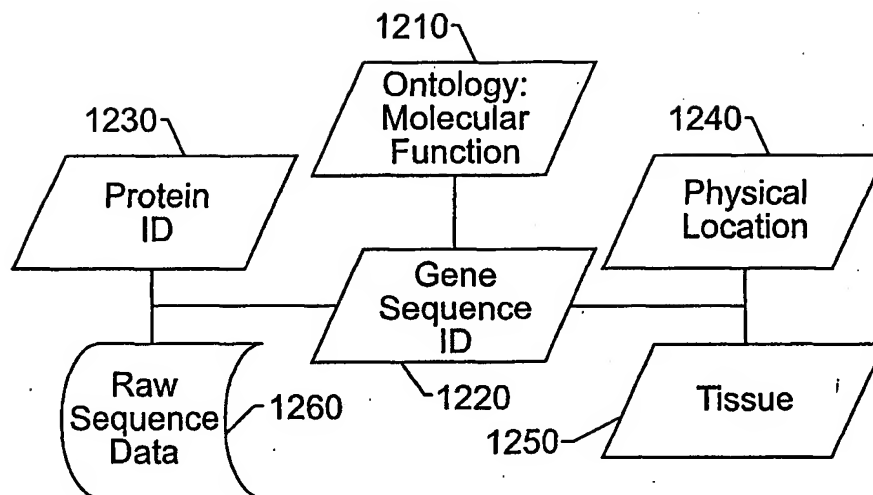 1210
Ontology:
Molecular
Function
1230
Protein
ID
1240
Physical
Location
Gene
Sequence
ID
1220
Raw
Sequence
Data
1260
Tissue
1250